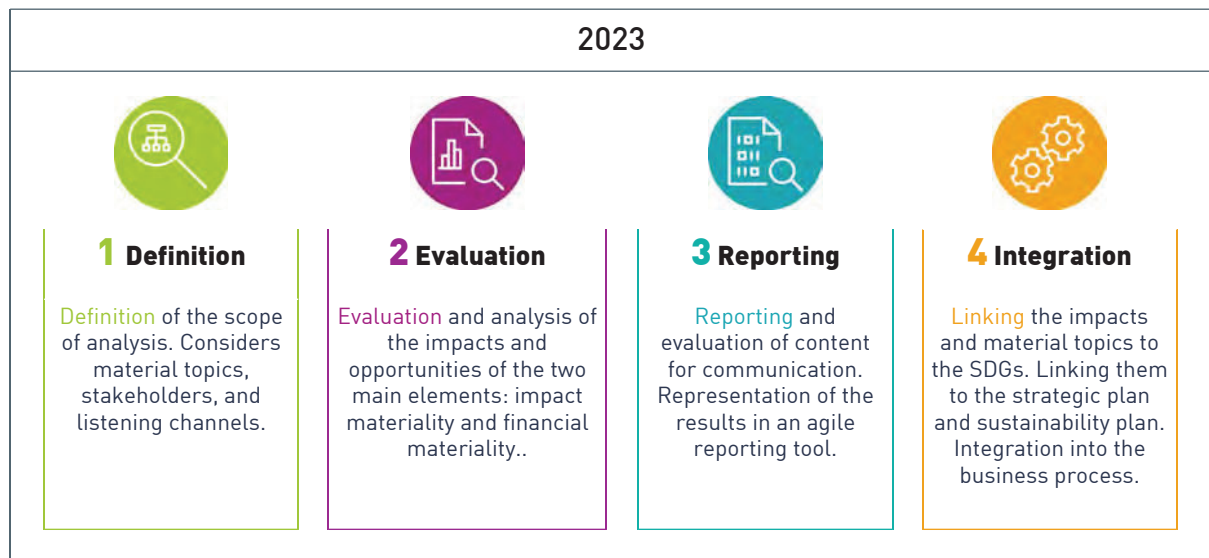 2023
1 Definition
Definition of the scope
of analysis. Considers
material topics,
stakeholders, and
listening channels.
2 Evaluation
Evaluation and analysis of
the impacts and
opportunities of the two
main elements: impact
materiality and financial
materiality..
3 Reporting
Reporting and
evaluation of content
for communication.
Representation of the
results in an agile
reporting tool.
4 Integration
Linking the impacts
and material topics to
the SDGs. Linking them
to the strategic plan
and sustainability plan.
Integration into the
business process.